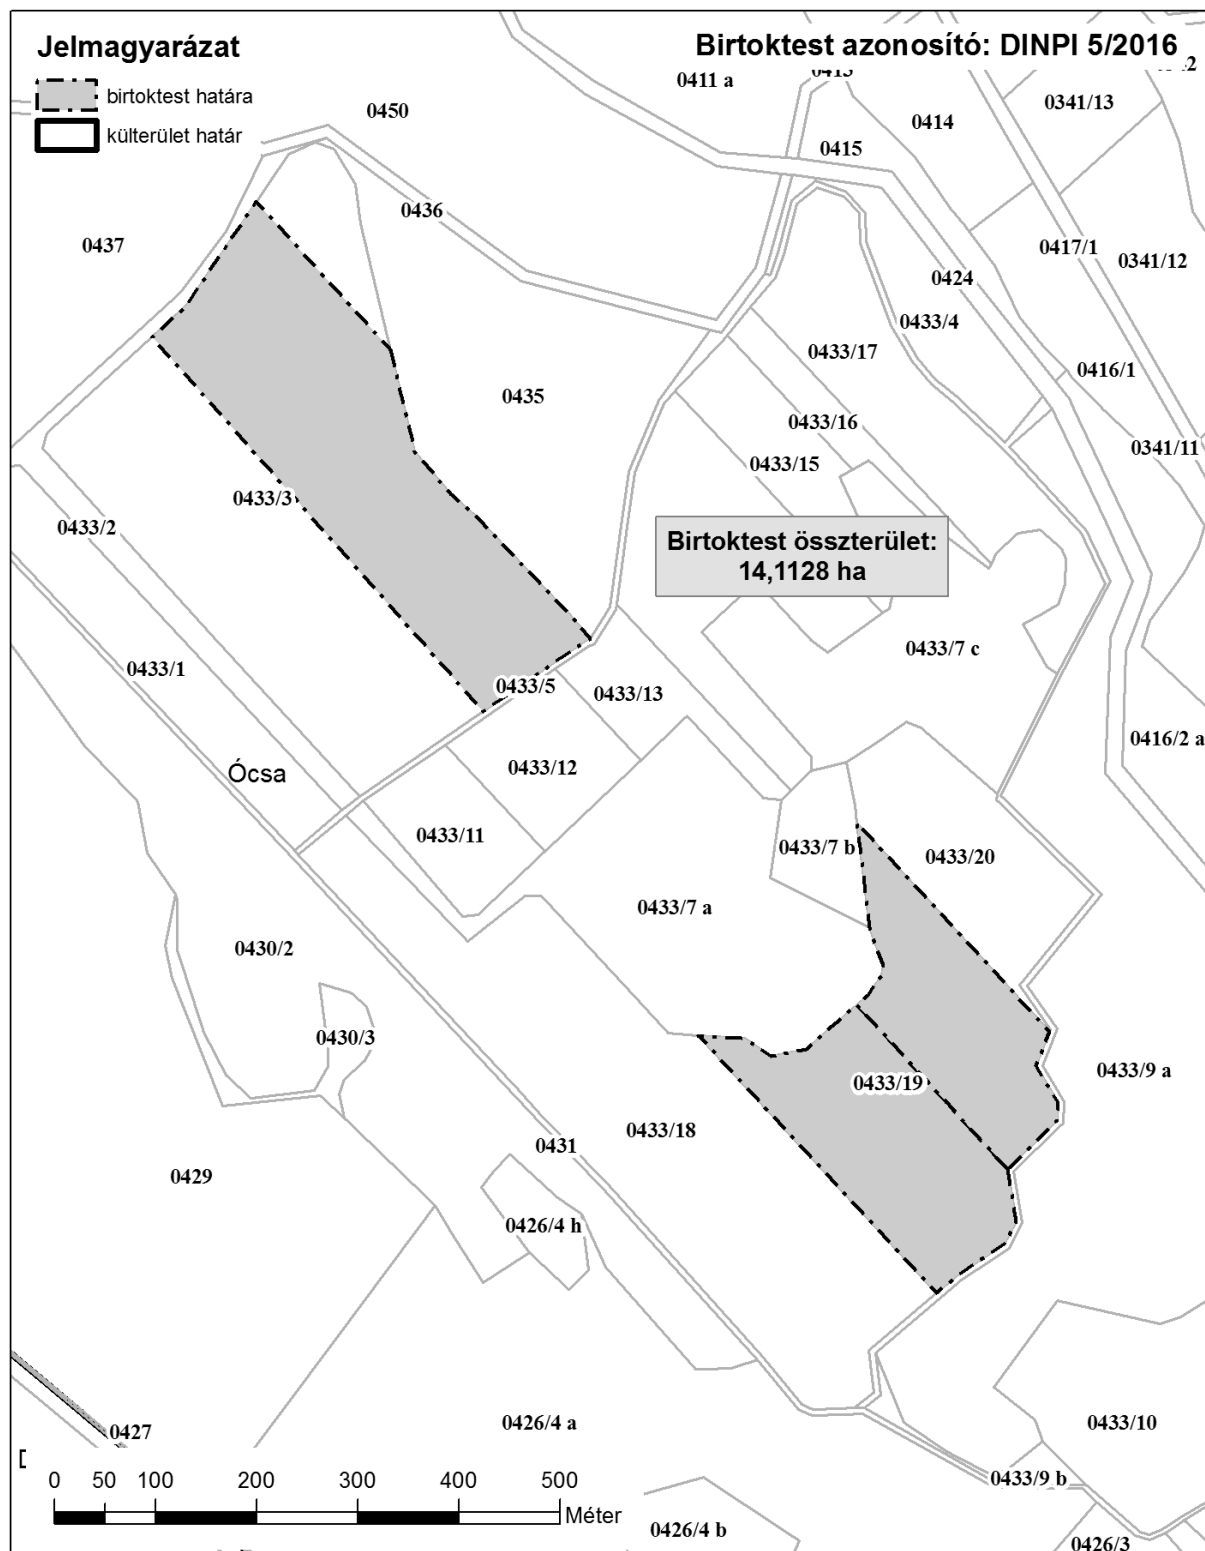 Jelmagyarázat
birtoktest határa
külterület határ
Birtoktest azonosító: DINPI 5/2016
0411 a
0414
0341/13
0450
0415
0436
0437
0417/1
0341/12
0424
0433/4
0433/17
0416/1
0435
0433/16
0341/11
0433/15
0433/3
0433/2
Birtoktest összterület:
14,1128 ha
0433/7 c
0433/1
0433/5
0433/13
0416/2 a
Ócsa
0433/12
0433/11
0433/7 b
0433/20
0433/7 a
0430/2
0430/3
0433/9 a
0433/19
0433/18
0431
0429
0426/4 h
0427
0426/4 a
0433/10
0433/9 b
0 50 100 200 300 400 500
Méter
0426/4 b
0426/3